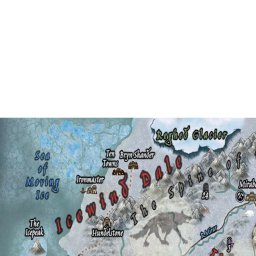 Reghed Glacier
Sea
of
Moving
Ice
Ten
Towns
Bryn Shander
Ironmaster
Icewind Dale
The Spine of
The
Icepeak
Hundelstone